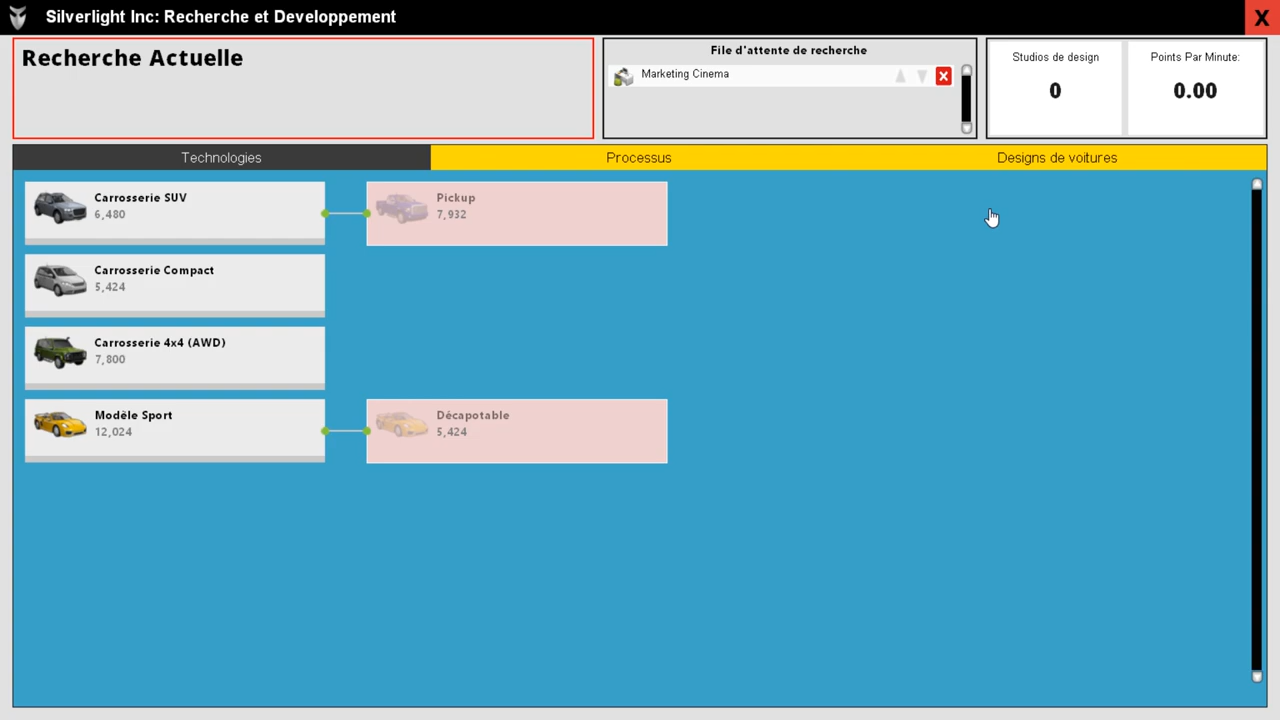 Silverlight Inc: Recherche et Developpement
X
Recherche Actuelle
File d'attente de recherche
Marketing Cinema
Studios de design
0
Points Par Minute:
0.00
Technologies
Processus
Designs de voitures
Carrosserie SUV
6,480
Pickup
7,932
Carrosserie Compact
5,424
Carrosserie 4x4 (AWD)
7,800
Modèle Sport
12,024
Décapotable
5,424